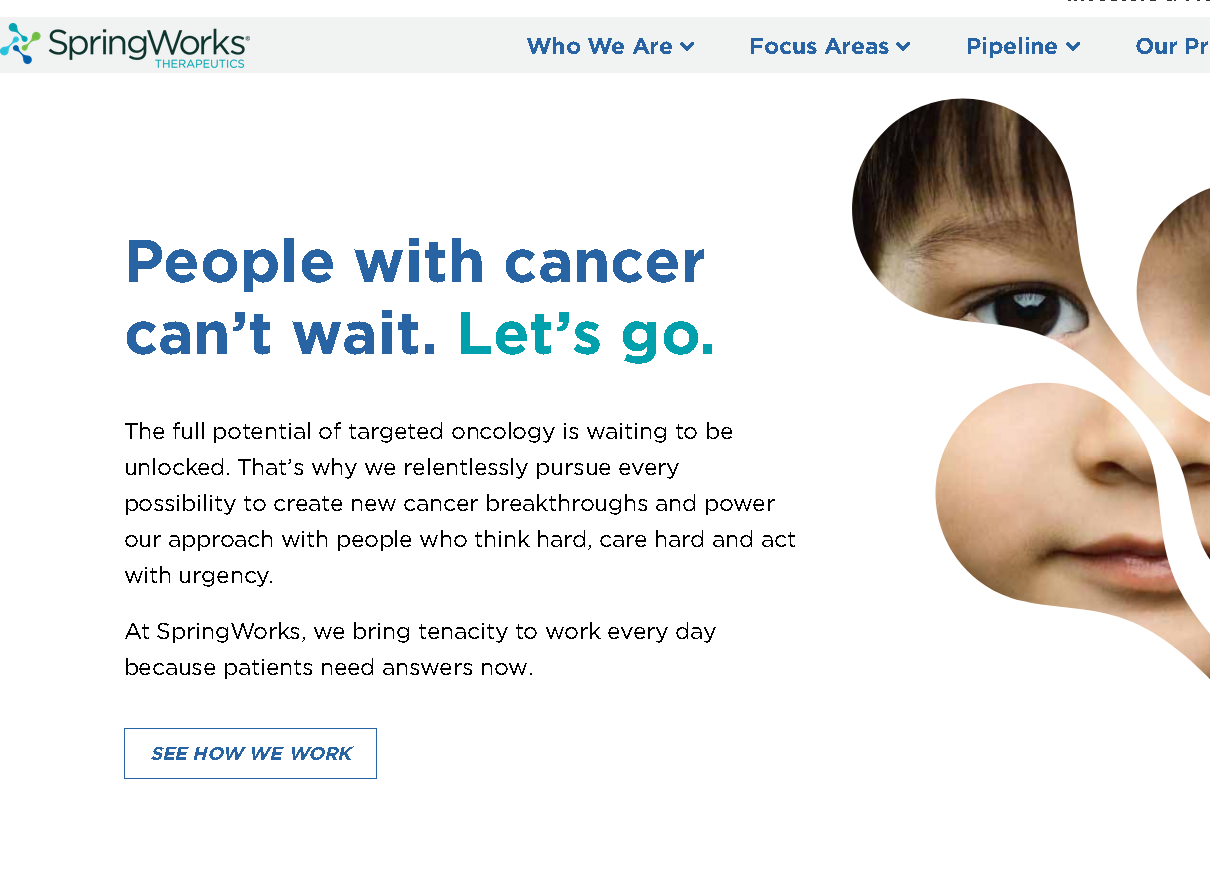 SpringWorks®
THERAPEUTICS
Who We Are
Focus Areas
Pipeline
Our Pr
People with cancer
can’t wait. Let’s go.
The full potential of targeted oncology is waiting to be
unlocked. That’s why we relentlessly pursue every
possibility to create new cancer breakthroughs and power
our approach with people who think hard, care hard and act
with urgency.
At SpringWorks, we bring tenacity to work every day
because patients need answers now.
SEE HOW WE WORK